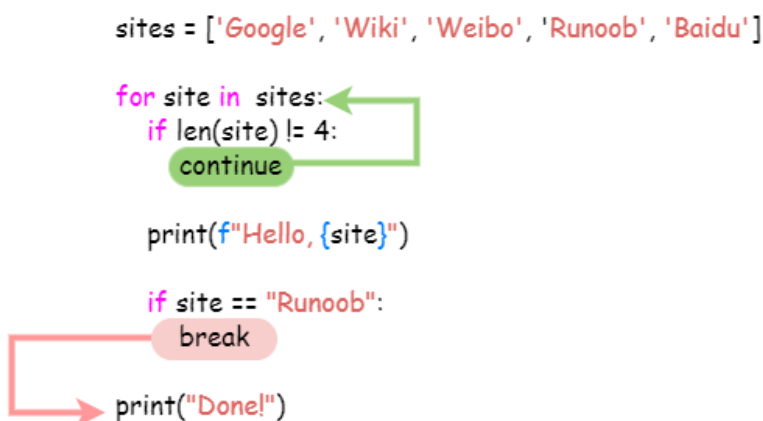 sites = ['Google', 'Wiki', 'Weibo', 'Runoob', 'Baidu']
for site in  sites:
if len(site) != 4:
continue
print(f"Hello, {site}")
if site == "Runoob":
break
print("Done!")